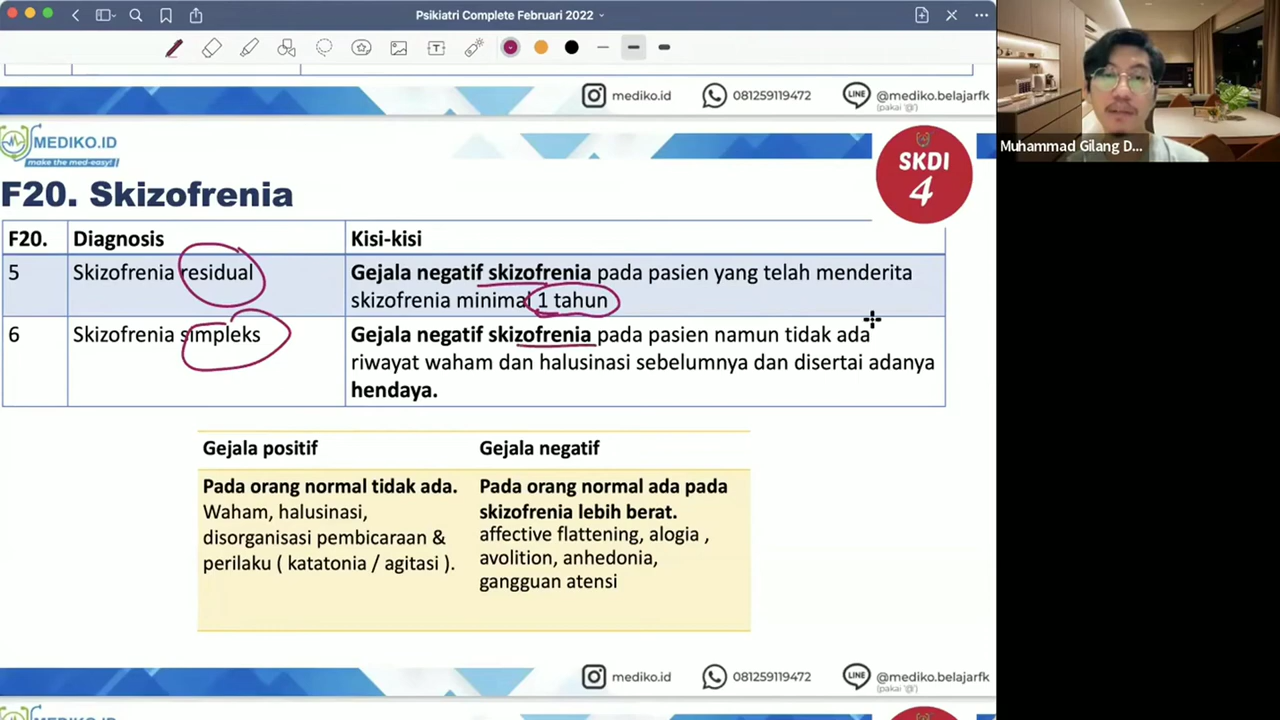 Psikiatri Complete Februari 2022
mediko.id
081259119472
@mediko.belajarfk
(pakai '@')
MEDIKO.ID
make the med-easy!
SKDI
4
F20. Skizofrenia
F20. Diagnosis Kisi-kisi
5 Skizofrenia residual Gejala negatif skizofrenia pada pasien yang telah menderita
skizofrenia minimal 1 tahun
6 Skizofrenia simpleks Gejala negatif skizofrenia pada pasien namun tidak ada
riwayat waham dan halusinasi sebelumnya dan disertai adanya
hendaya.
Gejala positif Gejala negatif
Pada orang normal tidak ada. Pada orang normal ada pada
Waham, halusinasi, skizofrenia lebih berat.
disorganisasi pembicaraan & affective flattening, alogia ,
perilaku ( katatonia / agitasi ). avolition, anhedonia,
gangguan atensi
mediko.id
081259119472
@mediko.belajarfk
(pakai '@')
Muhammad Gilang D...